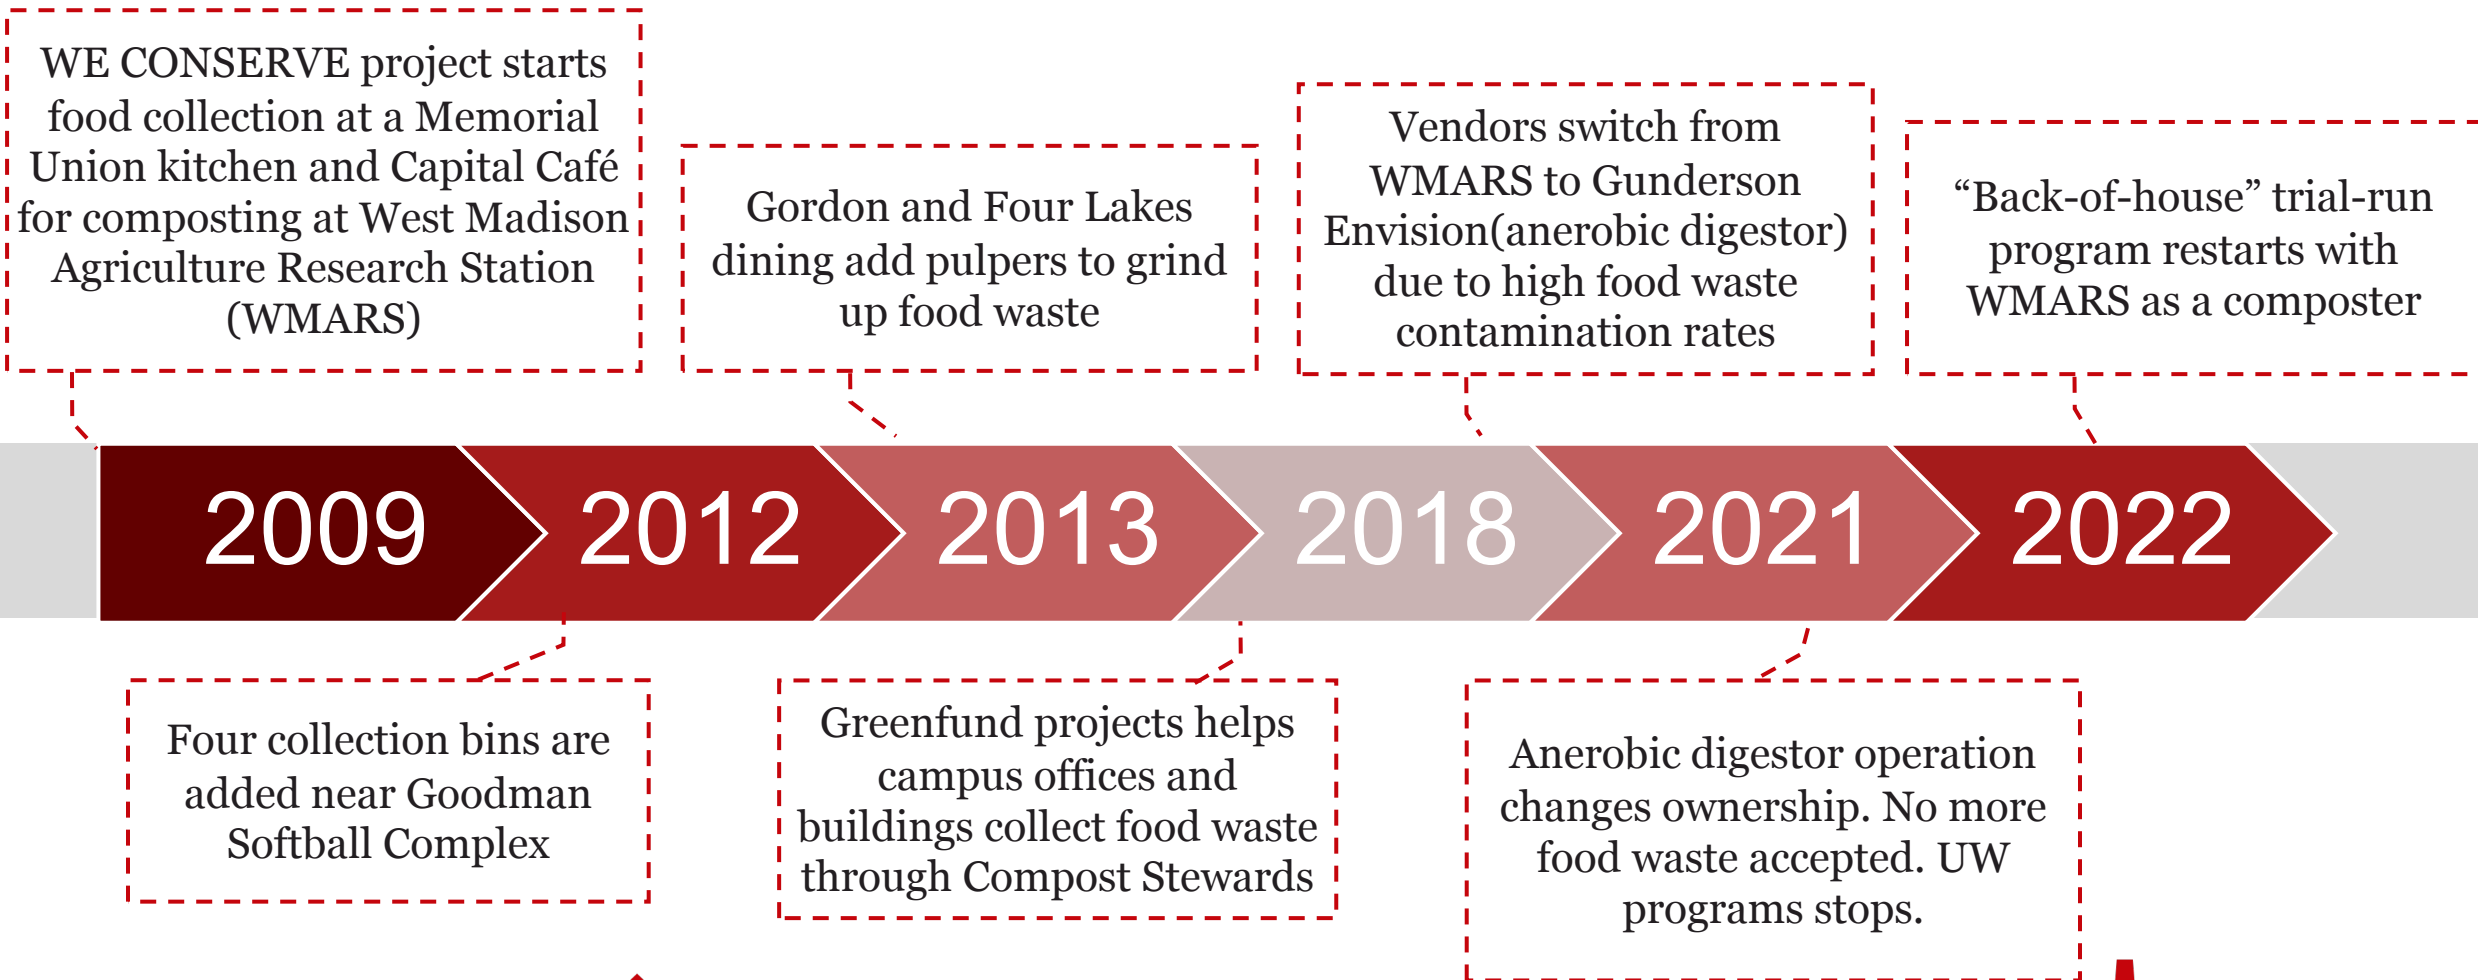 WE CONSERVE project starts
food collection at a Memorial
Union kitchen and Capital Café
for composting at West Madison
Agriculture Research Station
(WMARS)
Gordon and Four Lakes
dining add pulpers to grind
up food waste
Vendors switch from
WMARS to Gunderson
Envision(anerobic digestor)
due to high food waste
contamination rates
“Back-of-house” trial-run
program restarts with
WMARS as a composter
2009
2012
2013
2018
2021
2022
Four collection bins are
added near Goodman
Softball Complex
Greenfund projects helps
campus offices and
buildings collect food waste
through Compost Stewards
Anerobic digestor operation
changes ownership. No more
food waste accepted. UW
programs stops.